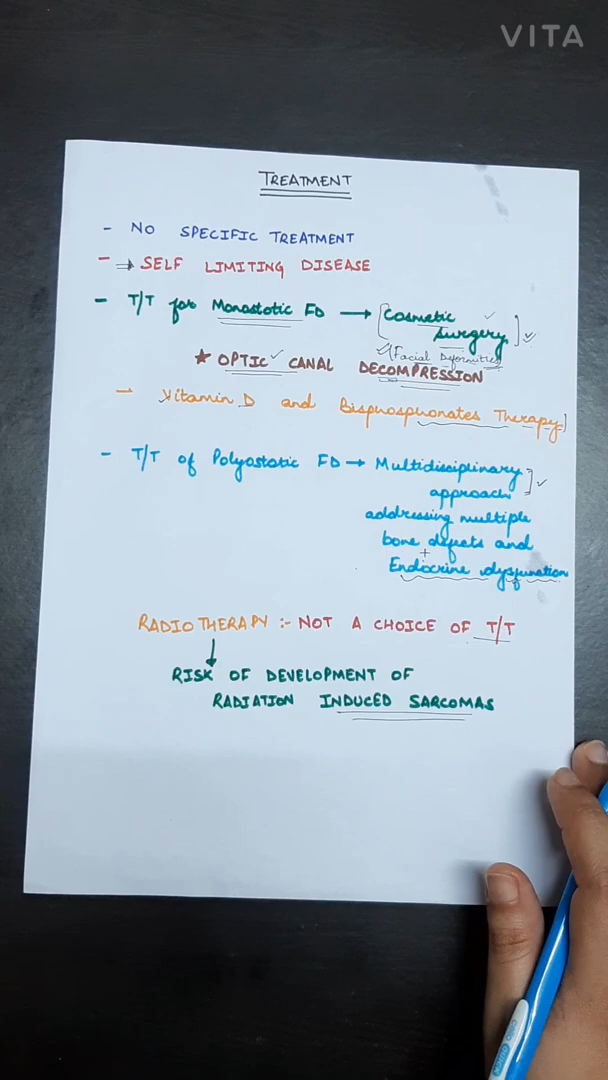 VITA
TREATMENT
- NO SPECIFIC TREATMENT
- → SELF LIMITING DISEASE
- T/T for Monostotic FD → [Cosmetic
Surgery]
(Facial Deformities)
★ OPTIC CANAL DECOMPRESSION
- Vitamin D and Bisphosphonates Therapy]
- T/T of Polyostotic FD → Multidisciplinary
approach
addressing multiple
bone defects and
+
Endocrine dysfunction
RADIOTHERAPY :- NOT A CHOICE OF T/T
↓
RISK OF DEVELOPMENT OF
RADIATION INDUCED SARCOMAS